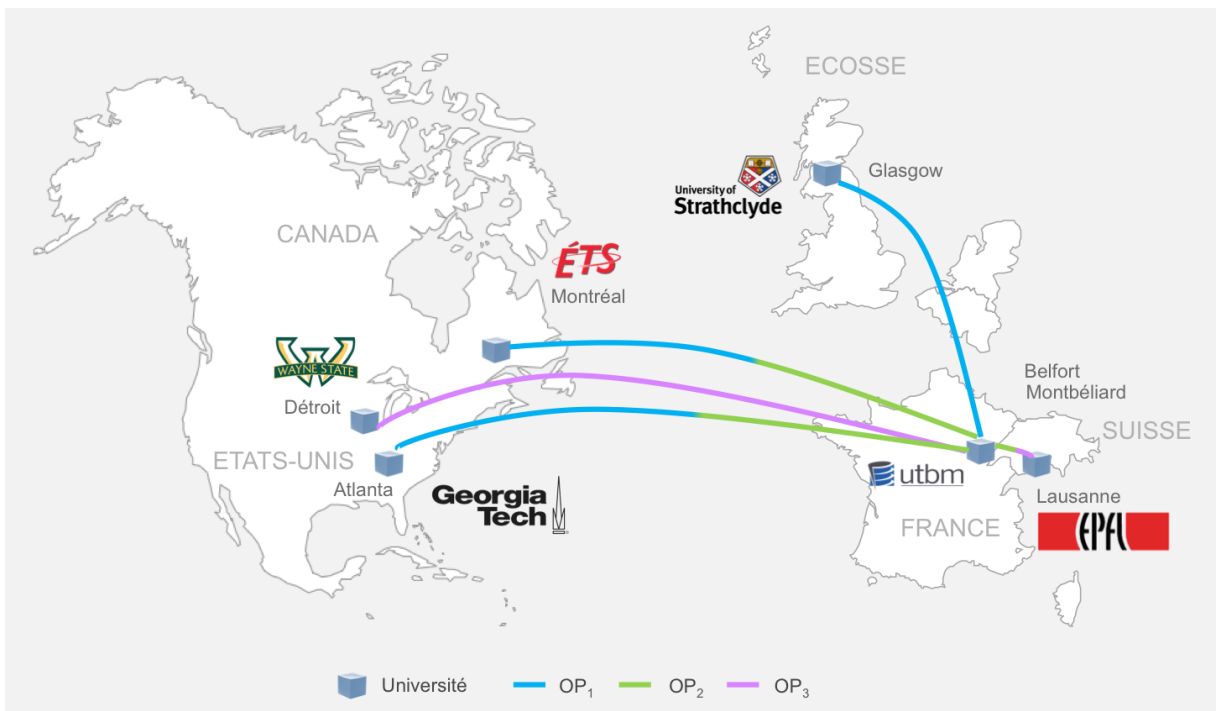 ECOSSE
Glasgow
University of
Strathclyde
CANADA
ÉTS
Montréal
WAYNE STATE
Détroit
Belfort
Montbéliard
SUISSE
ETATS-UNIS
Atlanta
Georgia
Tech
utbm
Lausanne
FRANCE
EPFL
Université
OP1
OP2
OP3